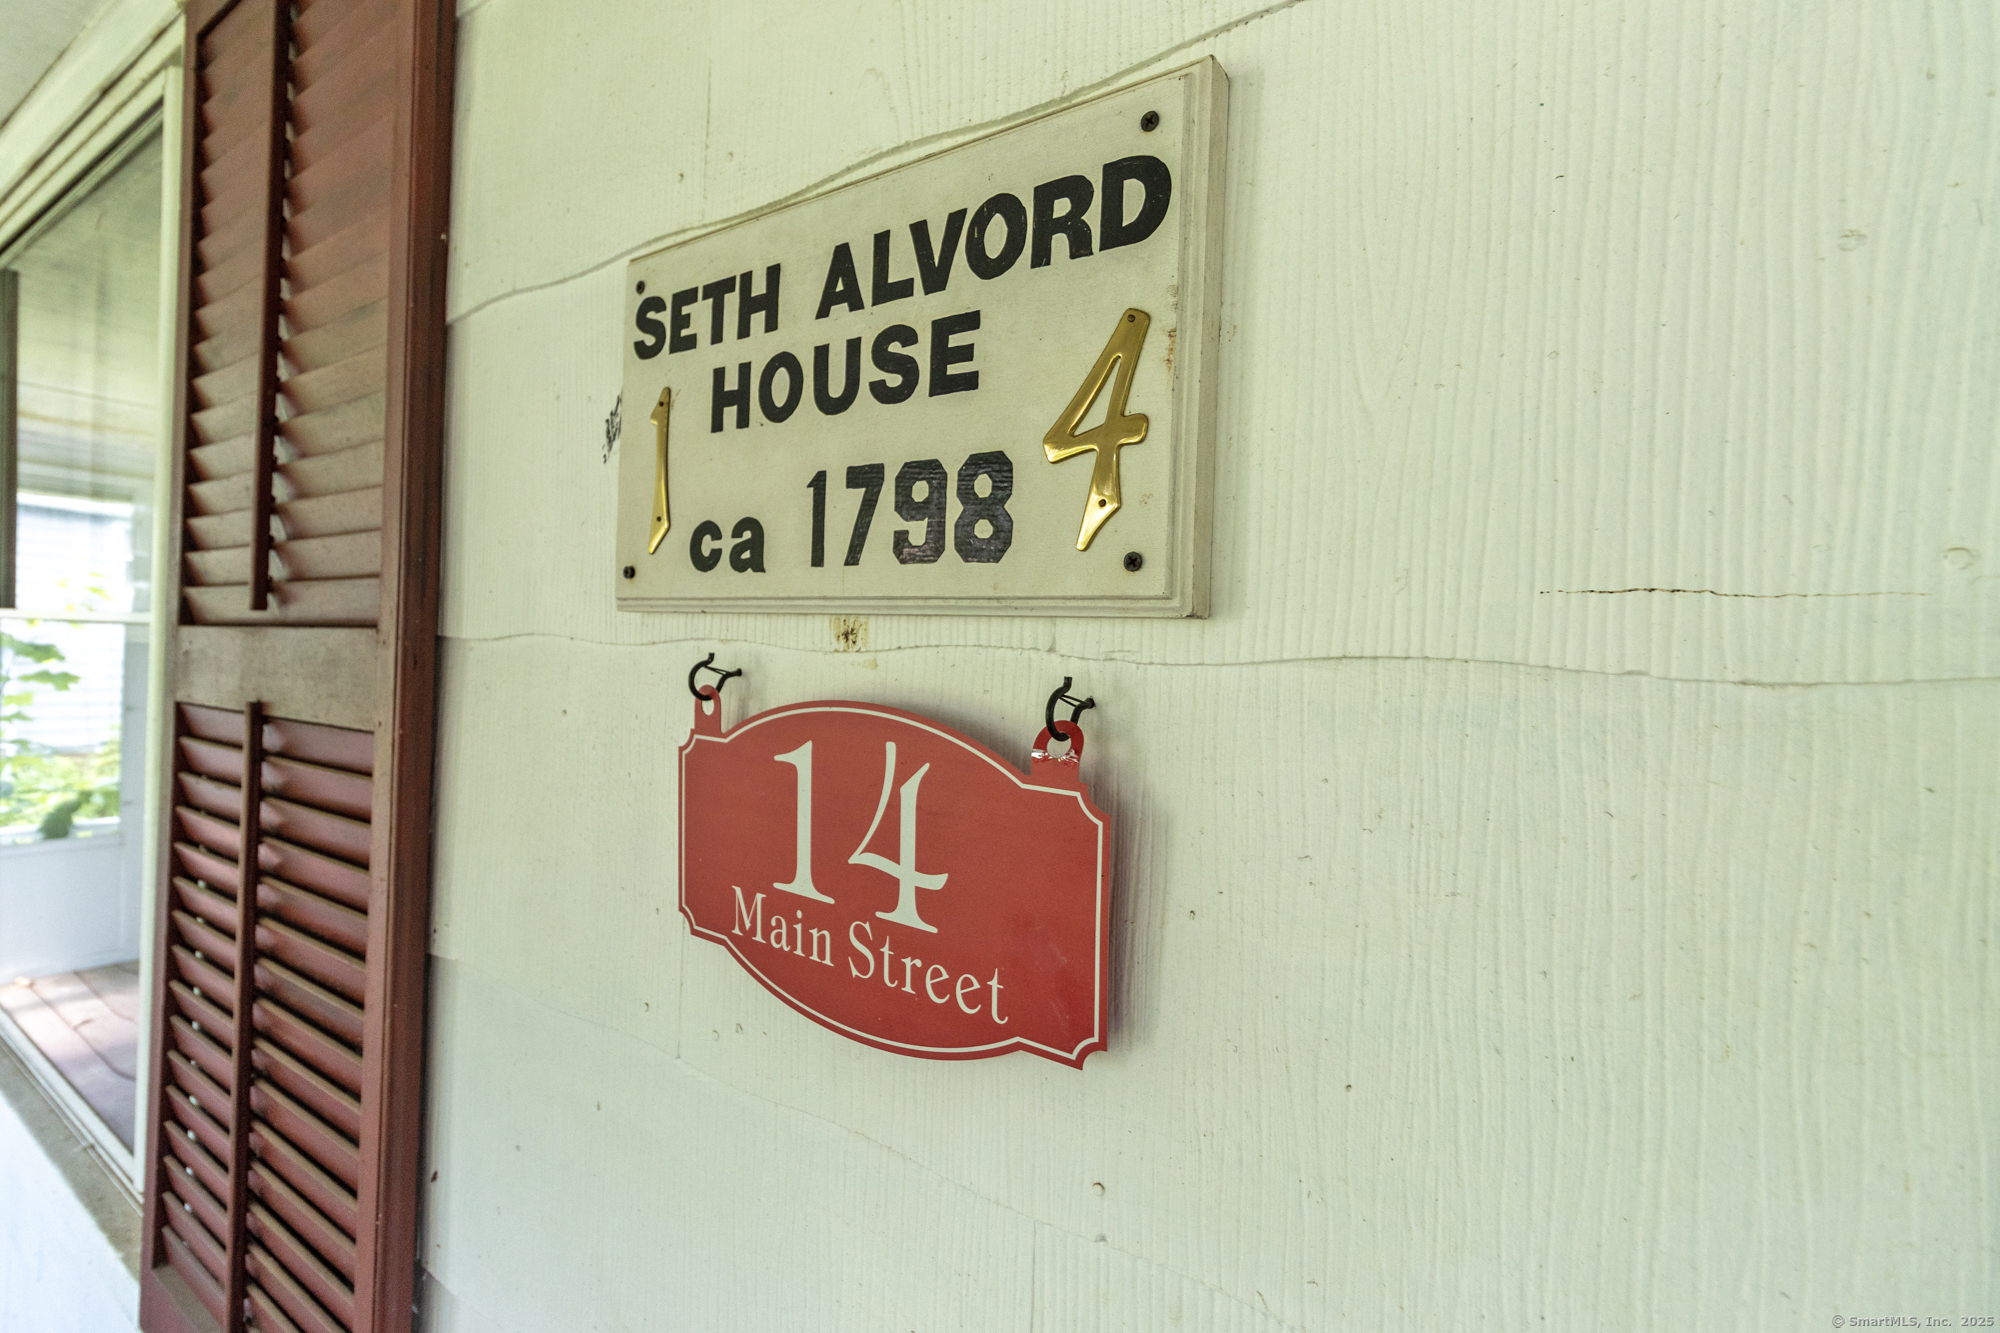 SETH ALVORD
HOUSE
1 4
ca 1798
14
Main Street
© SmartMLS, Inc. 2025